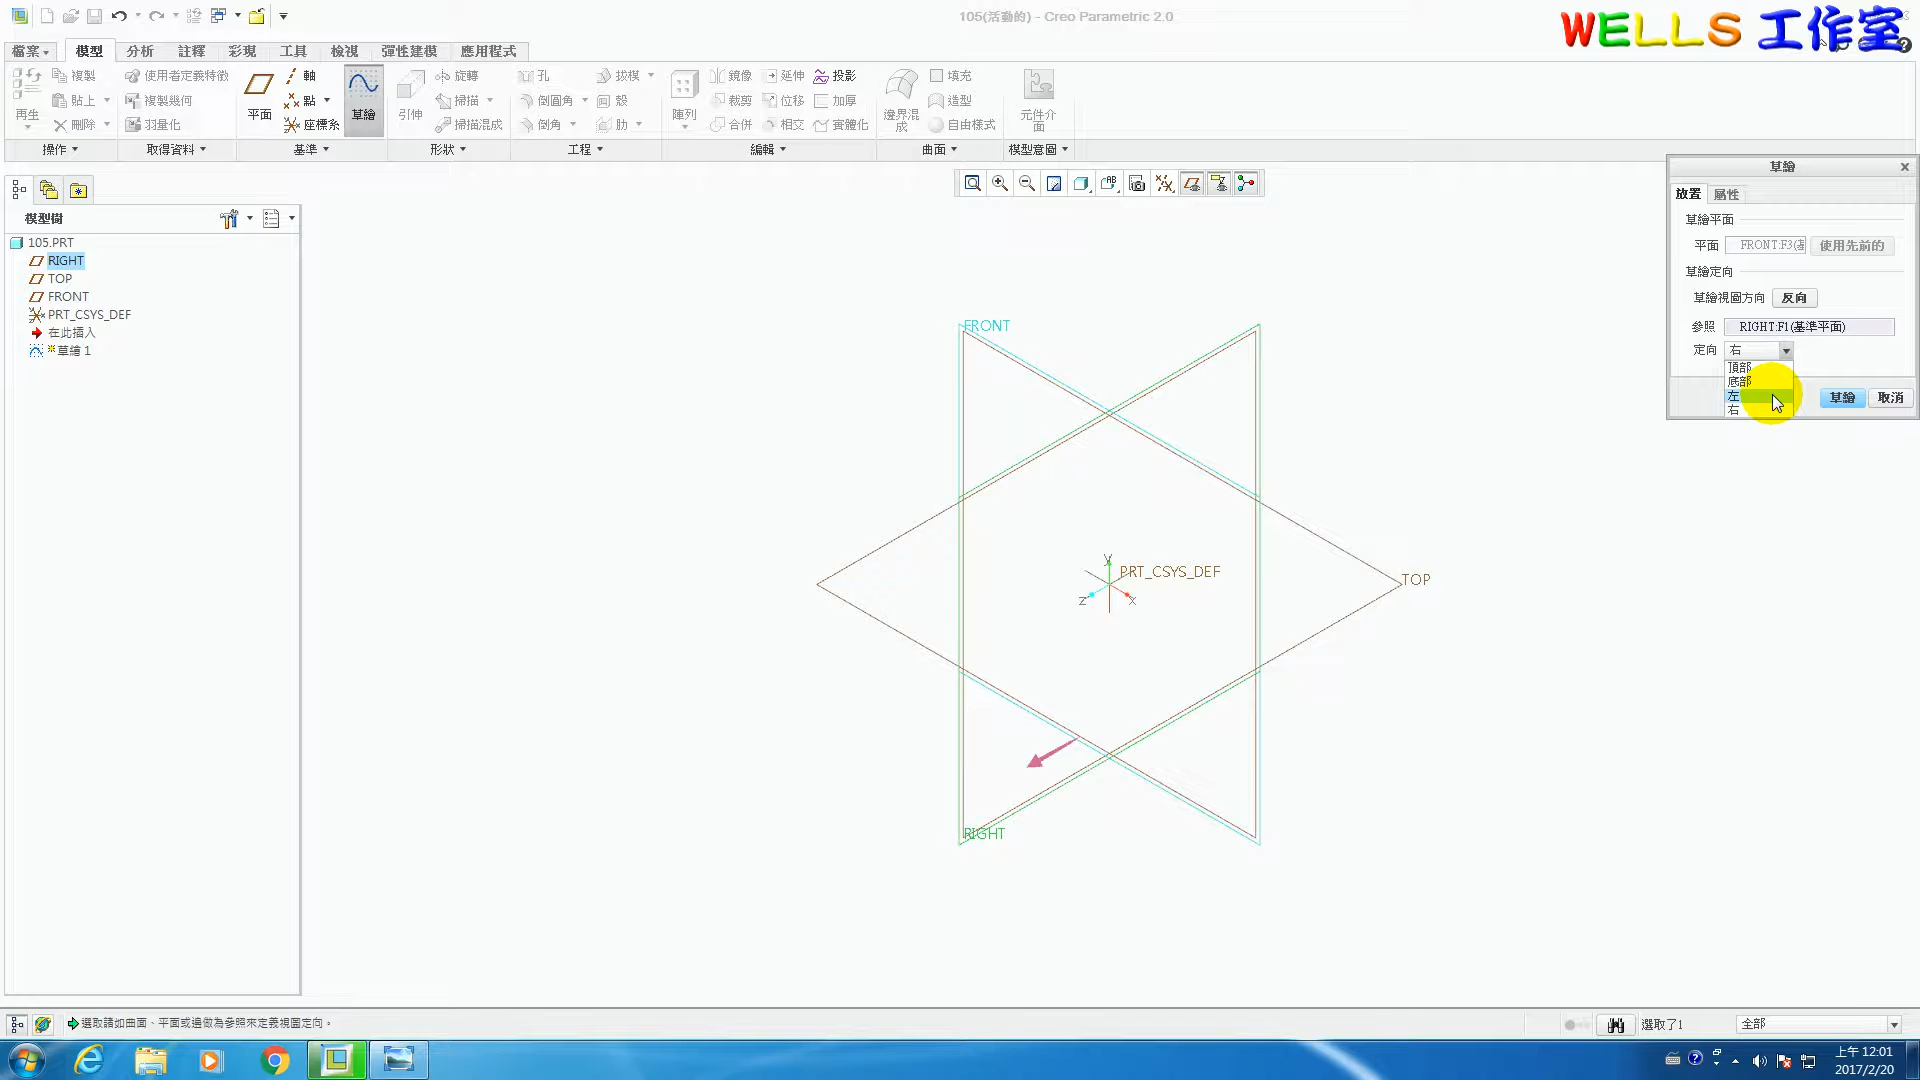 105(活動的) - Creo Parametric 2.0
WELLS 工作室
檔案 模型 分析 註釋 彩現 工具 檢視 彈性建模 應用程式
再生
複製
貼上
刪除
操作
使用者定義特徵
複製幾何
羽量化
取得資料
平面
軸
點
座標系
草繪
基準
引伸
旋轉
掃描
掃描混成
形狀
孔
倒圓角
倒角
拔模
殼
肋
工程
陣列
鏡像
裁剪
合併
延伸
位移
相交
投影
加厚
實體化
編輯
邊界混成
填充
造型
自由樣式
曲面
元件介面
模型意圖
模型樹
105.PRT
RIGHT
TOP
FRONT
PRT_CSYS_DEF
在此插入
草繪 1
FRONT
TOP
RIGHT
PRT_CSYS_DEF
y
z
x
草繪
放置 屬性
草繪平面
平面 FRONT:F3(基 使用先前的
草繪定向
草繪視圖方向 反向
參照 RIGHT:F1(基準平面)
定向 右
頂部
底部
左
右
草繪 取消
選取諸如曲面、平面或邊做為參照來定義視圖定向。
選取了1
全部
上午 12:01
2017/2/20